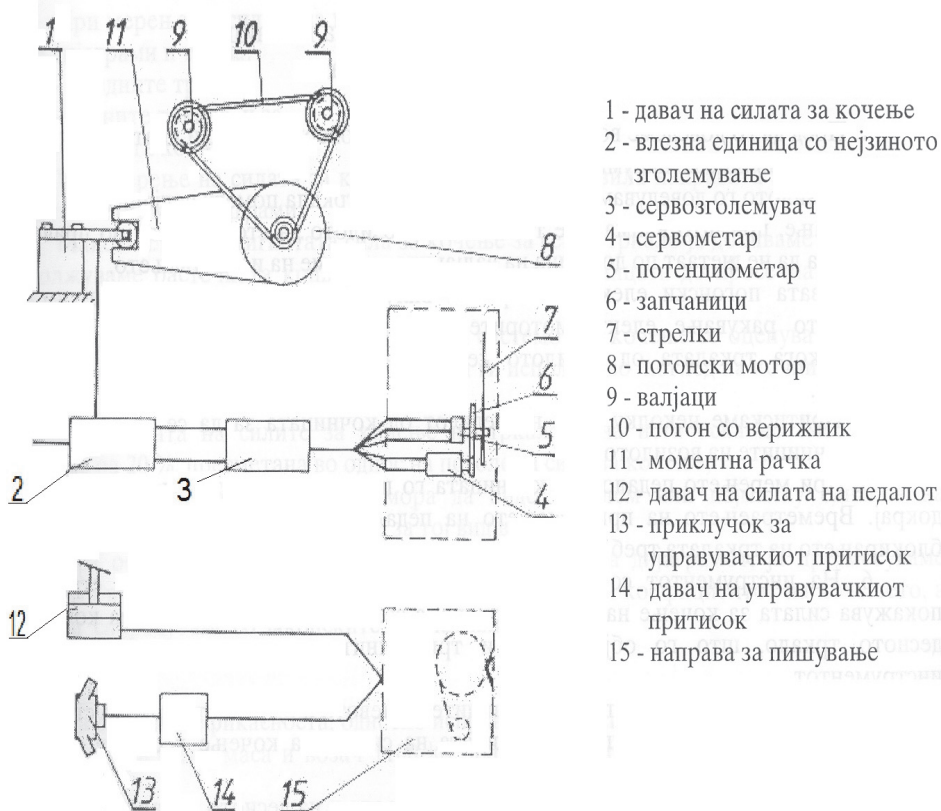 1 11 9 10 9
1 - давач на силата за кочење
2 - влезна единица со нејзиното
зголемување
3 - сервозголемувач
4 - сервометар
5 - потенциометар
6 - запчаници
7 - стрелки
8 - погонски мотор
9 - валјаци
10 - погон со верижник
11 - моментна рачка
12 - давач на силата на педалот
13 - приклучок за
управувачкиот притисок
14 - давач на управувачкиот
притисок
15 - направа за пишување
8
7
6
5
2 3 4
12
13 14 15